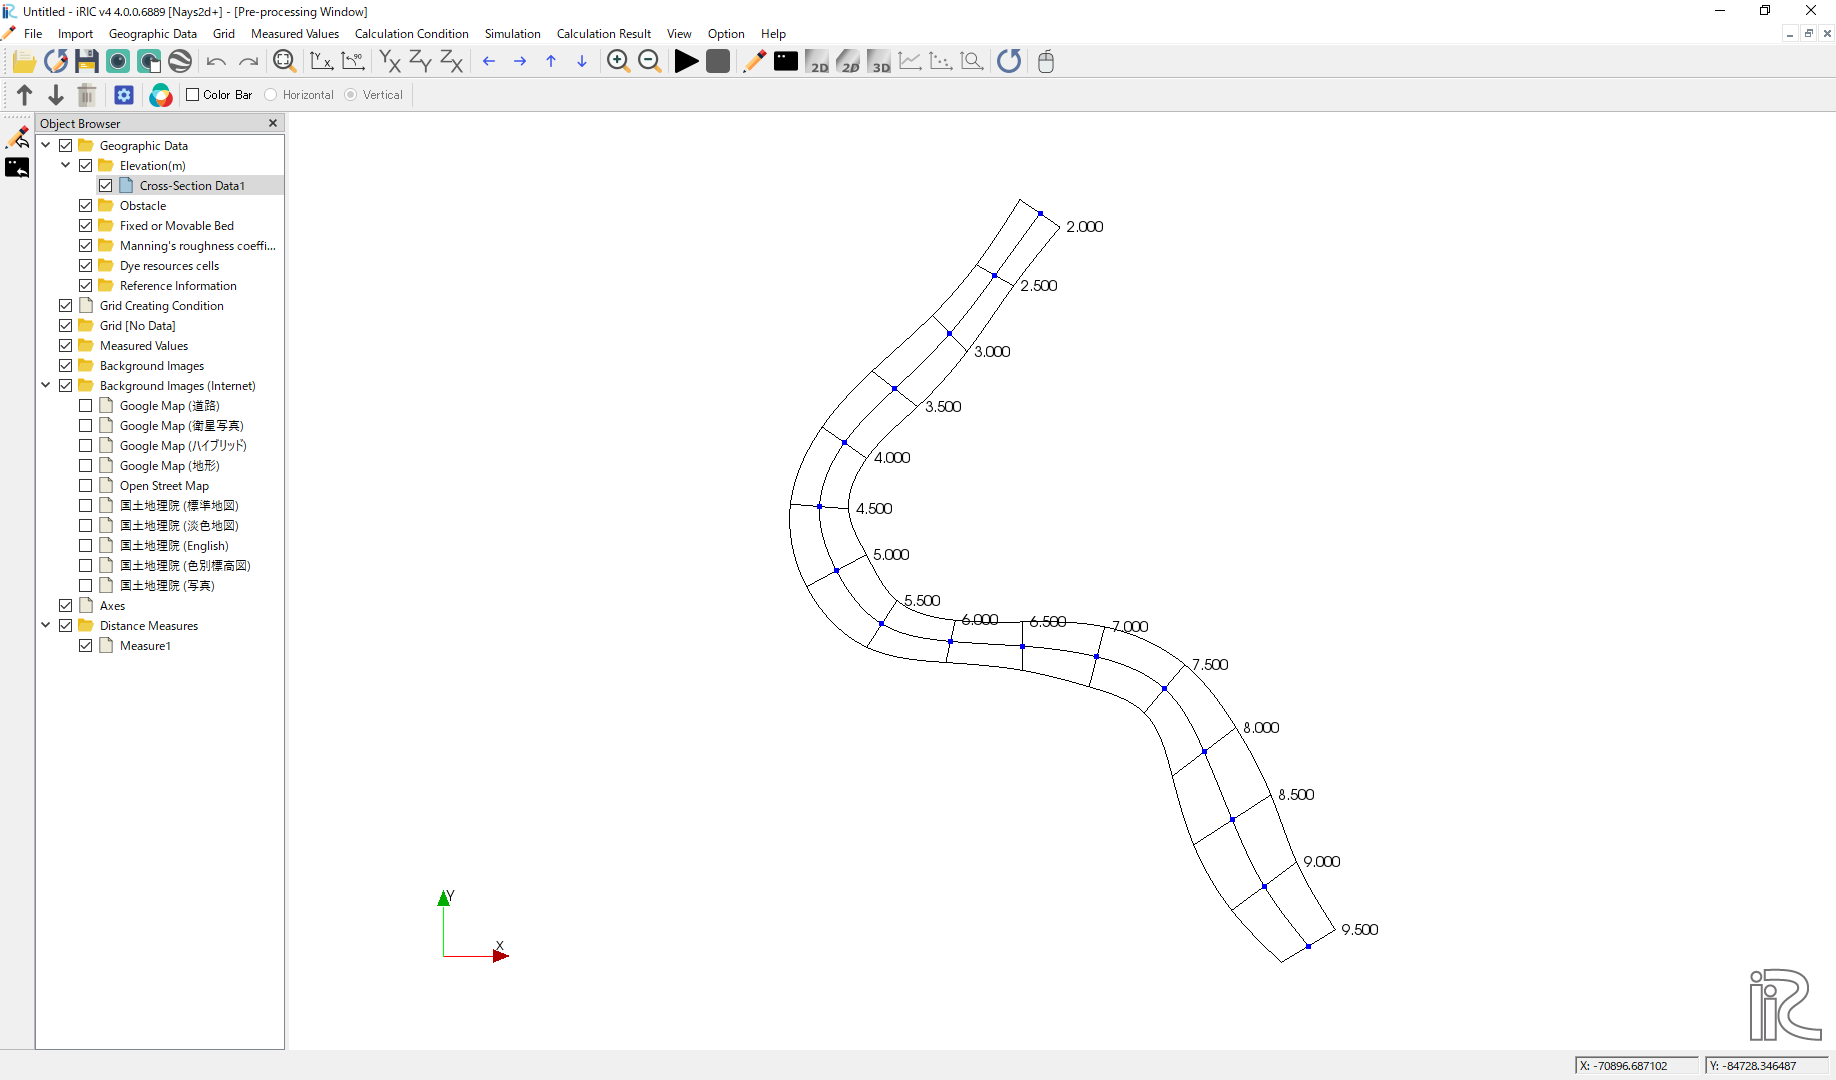 Untitled - iRIC v4 4.0.0.6889 [Nays2d+] - [Pre-processing Window]
File Import Geographic Data Grid Measured Values Calculation Condition Simulation Calculation Result View Option Help
Y X -90 YX ZY ZX 2D 2D 3D
Color Bar Horizontal Vertical
Object Browser
Geographic Data
Elevation(m)
Cross-Section Data1
Obstacle
Fixed or Movable Bed
Manning's roughness coeffi...
Dye resources cells
Reference Information
Grid Creating Condition
Grid [No Data]
Measured Values
Background Images
Background Images (Internet)
Google Map (道路)
Google Map (衛星写真)
Google Map (ハイブリッド)
Google Map (地形)
Open Street Map
国土地理院 (標準地図)
国土地理院 (淡色地図)
国土地理院 (English)
国土地理院 (色別標高図)
国土地理院 (写真)
Axes
Distance Measures
Measure1
2.000
2.500
3.000
3.500
4.000
4.500
5.000
5.500
6.000
6.500
7.000
7.500
8.000
8.500
9.000
9.500
Y
X
iRIC
X: -70896.687102
Y: -84728.346487